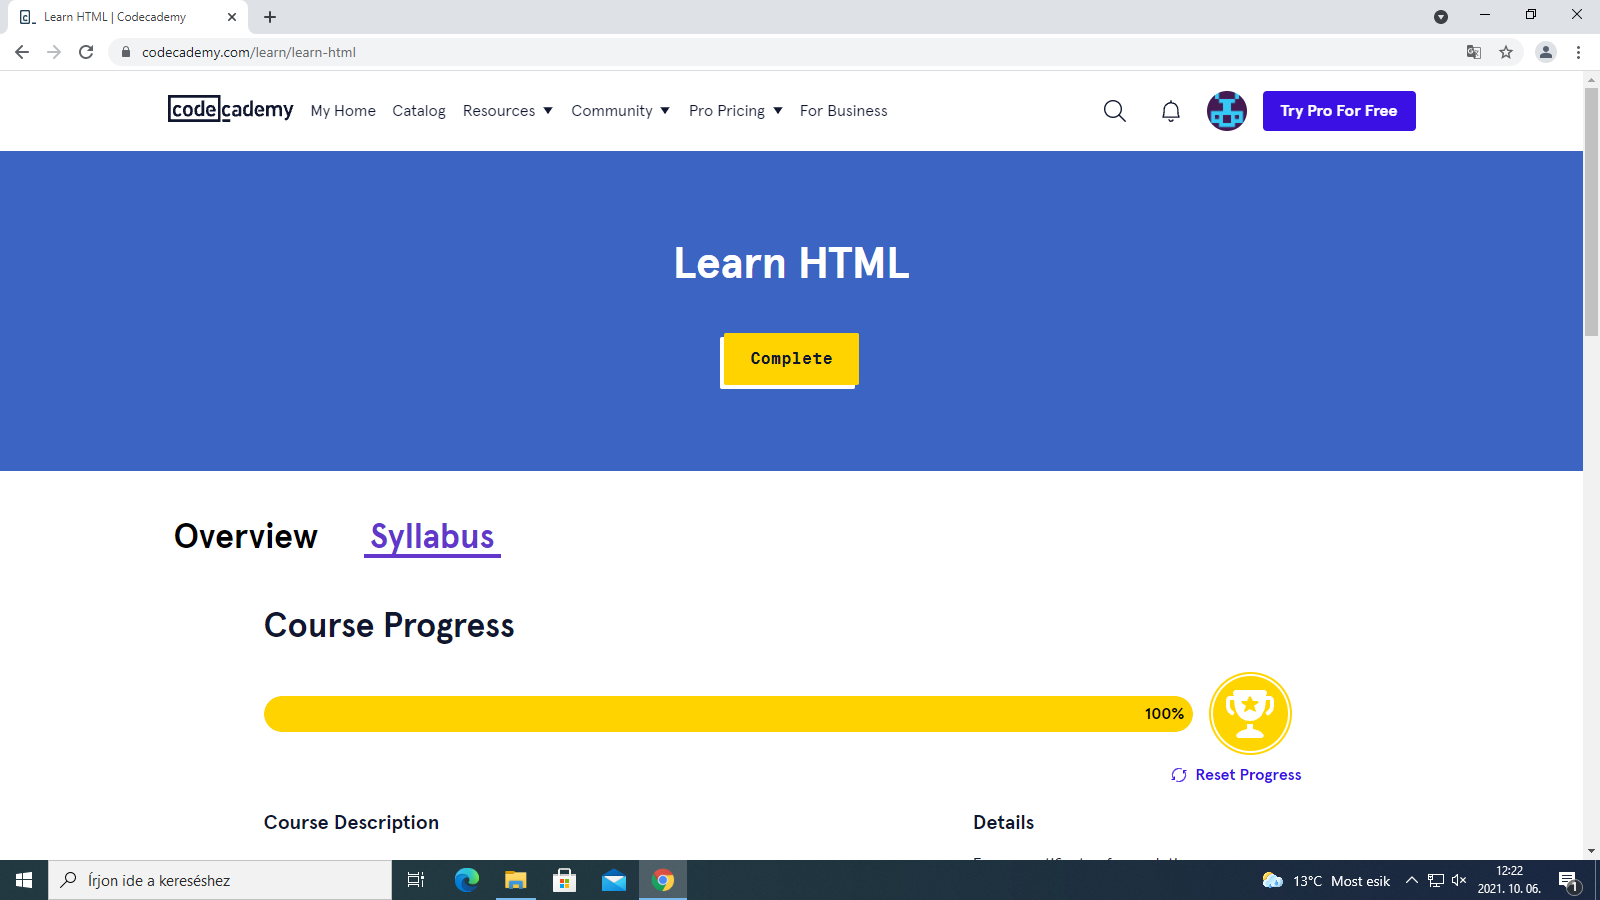 Learn HTML | Codecademy
codecademy.com/learn/learn-html
codecademy My Home Catalog Resources Community Pro Pricing For Business Try Pro For Free
Learn HTML
Complete
Overview Syllabus
Course Progress
100%
Reset Progress
Course Description Details
Írjon ide a kereséshez
13°C Most esik
12:22
2021. 10. 06.
1